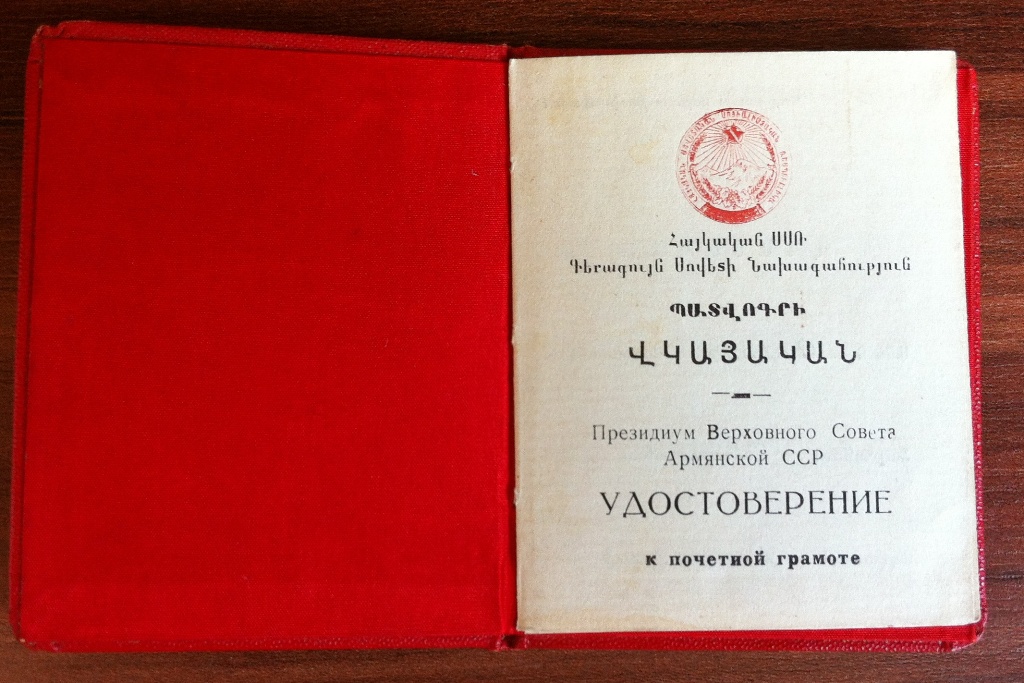 Հայկական ՍՍՌ
Գերագույն Սովետի Նախագահություն
ՊԱՏՎՈԳՐԻ
ՎԿԱՅԱԿԱՆ
Президиум Верховного Совета
Армянской ССР
УДОСТОВЕРЕНИЕ
к почетной грамоте